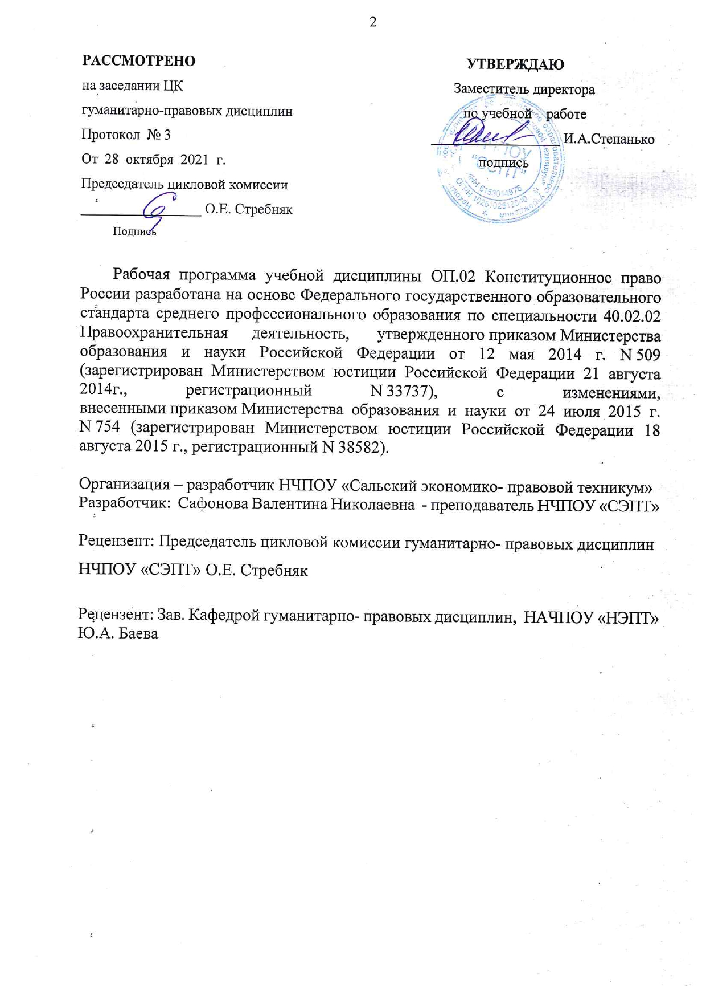 2
РАССМОТРЕНО
на заседании ЦК
гуманитарно-правовых дисциплин
Протокол № 3
От 28 октября 2021 г.
Председатель цикловой комиссии
О.Е. Стребняк
Подпись
УТВЕРЖДАЮ
Заместитель директора
по учебной работе
И.А.Степанько
подпись
Рабочая программа учебной дисциплины ОП.02 Конституционное право
России разработана на основе Федерального государственного образовательного
стандарта среднего профессионального образования по специальности 40.02.02
Правоохранительная деятельность, утвержденного приказом Министерства
образования и науки Российской Федерации от 12 мая 2014 г. N 509
(зарегистрирован Министерством юстиции Российской Федерации 21 августа
2014г., регистрационный N 33737), с изменениями,
внесенными приказом Министерства образования и науки от 24 июля 2015 г.
N 754 (зарегистрирован Министерством юстиции Российской Федерации 18
августа 2015 г., регистрационный N 38582).
Организация – разработчик НЧПОУ «Сальский экономико- правовой техникум»
Разработчик: Сафонова Валентина Николаевна - преподаватель НЧПОУ «СЭПТ»
Рецензент: Председатель цикловой комиссии гуманитарно- правовых дисциплин
НЧПОУ «СЭПТ» О.Е. Стребняк
Рецензент: Зав. Кафедрой гуманитарно- правовых дисциплин, НАЧПОУ «НЭПТ»
Ю.А. Баева